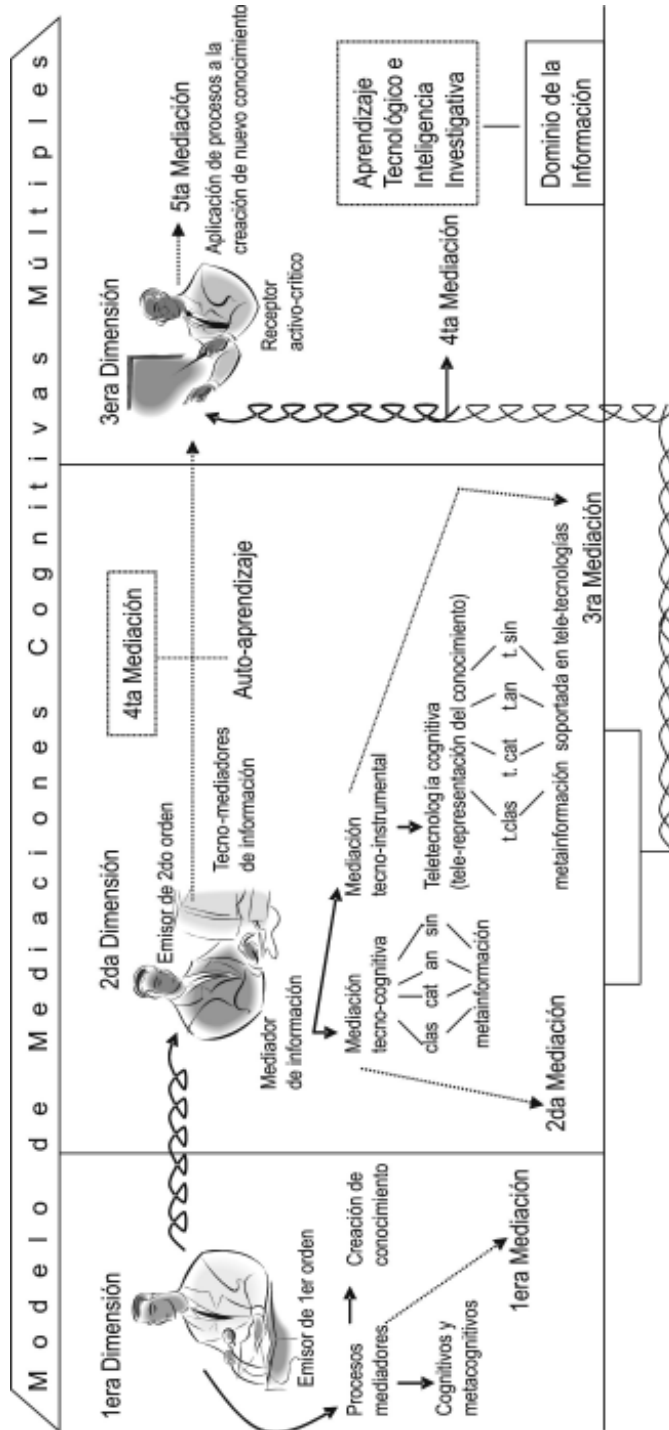 Modelo de Mediaciones Cognitivas Múltiples
1era Dimensión
Emisor de 1er orden
Procesos
mediadores
Creación de
conocimiento
Cognitivos y
metacognitivos
1era Mediación
2da Dimensión
Emisor de 2do orden
Mediador
de información
Tecno-mediadores
de información
4ta Mediación
Auto-aprendizaje
Mediación
tecno-cognitiva
clas cat an sin
metainformación
2da Mediación
Mediación
tecno-instrumental
Teletecnología cognitiva
(tele-representación del conocimiento)
t.clas t. cat t.an t. sin
metainformación soportada en tele-tecnologías
3ra Mediación
3era Dimensión
5ta Mediación
Aplicación de procesos a la
creación de nuevo conocimiento
Receptor
activo-crítico
4ta Mediación
Aprendizaje
Tecnológico e
Inteligencia
Investigativa
Dominio de la
Información